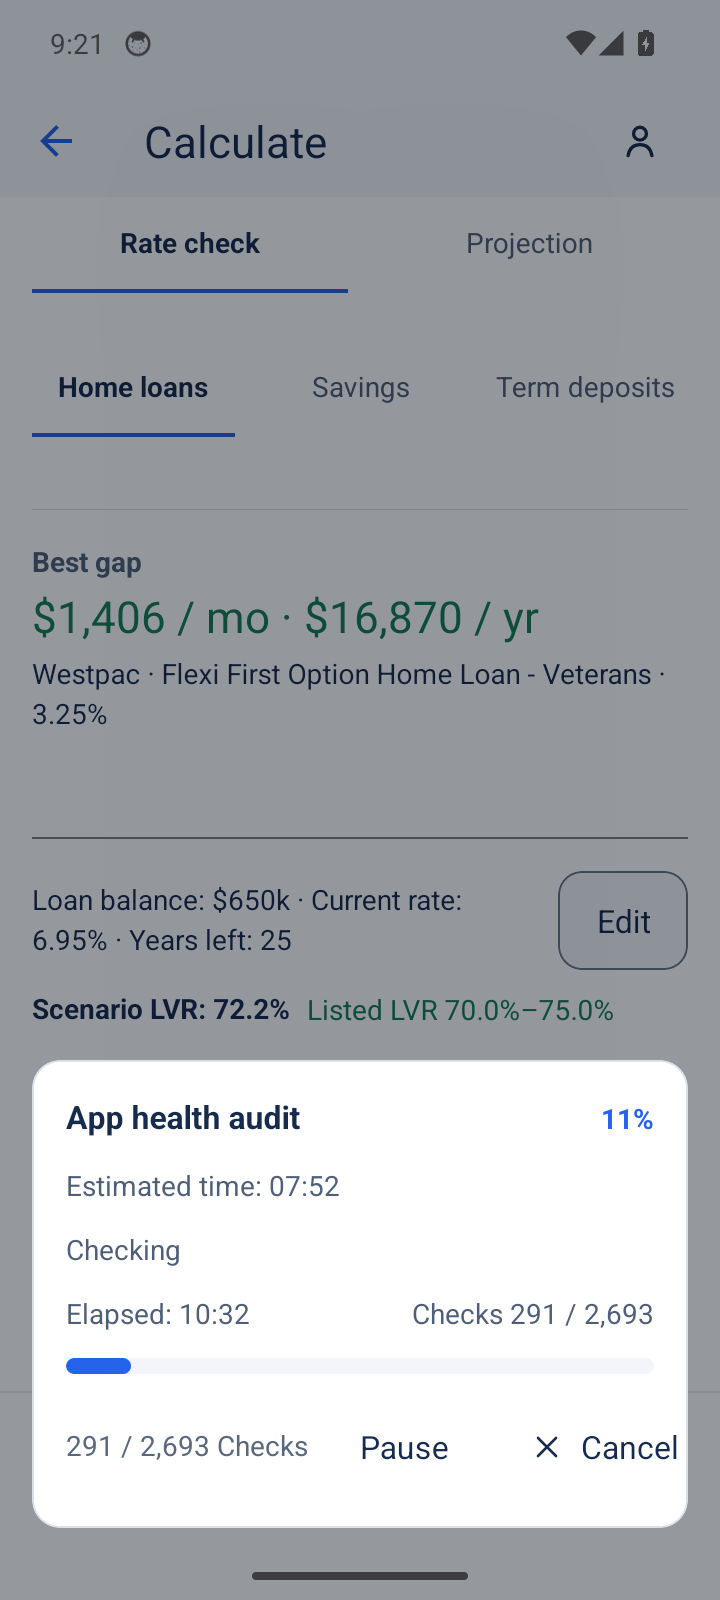 9:21
Calculate
Rate check
Projection
Home loans
Savings
Term deposits
Best gap
$1,406 / mo · $16,870 / yr
Westpac · Flexi First Option Home Loan - Veterans ·
3.25%
Loan balance: $650k · Current rate:
6.95% · Years left: 25
Edit
Scenario LVR: 72.2% Listed LVR 70.0%–75.0%
App health audit
11%
Estimated time: 07:52
Checking
Elapsed: 10:32
Checks 291 / 2,693
291 / 2,693 Checks
Pause
Cancel